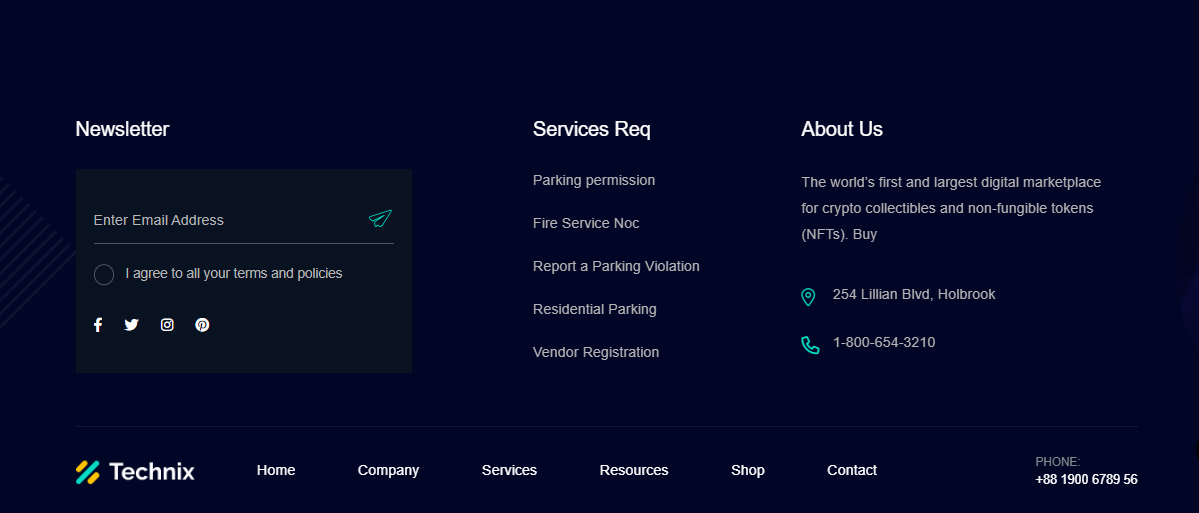 Newsletter
Enter Email Address
I agree to all your terms and policies
Services Req
Parking permission
Fire Service Noc
Report a Parking Violation
Residential Parking
Vendor Registration
About Us
The world's first and largest digital marketplace
for crypto collectibles and non-fungible tokens
(NFTs). Buy
254 Lillian Blvd, Holbrook
1-800-654-3210
Technix
Home
Company
Services
Resources
Shop
Contact
PHONE:
+88 1900 6789 56